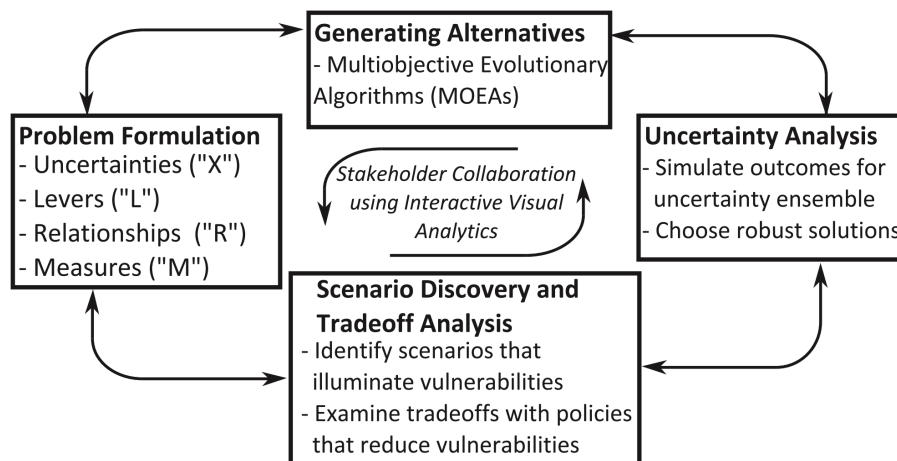 Generating Alternatives
- Multiobjective Evolutionary
Algorithms (MOEAs)
Problem Formulation
- Uncertainties ("X")
- Levers ("L")
- Relationships ("R")
- Measures ("M")
Stakeholder Collaboration
using Interactive Visual
Analytics
Uncertainty Analysis
- Simulate outcomes for
uncertainty ensemble
- Choose robust solutions
Scenario Discovery and
Tradeoff Analysis
- Identify scenarios that
illuminate vulnerabilities
- Examine tradeoffs with policies
that reduce vulnerabilities